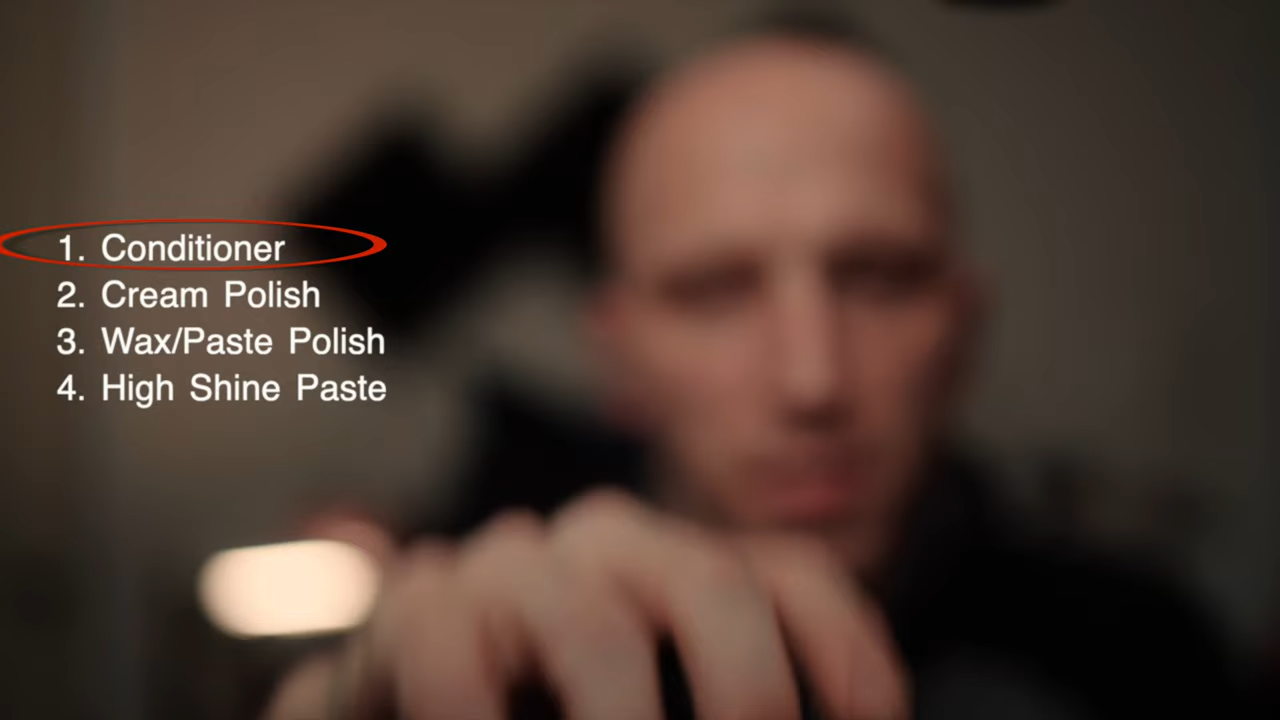 1. Conditioner
2. Cream Polish
3. Wax/Paste Polish
4. High Shine Paste